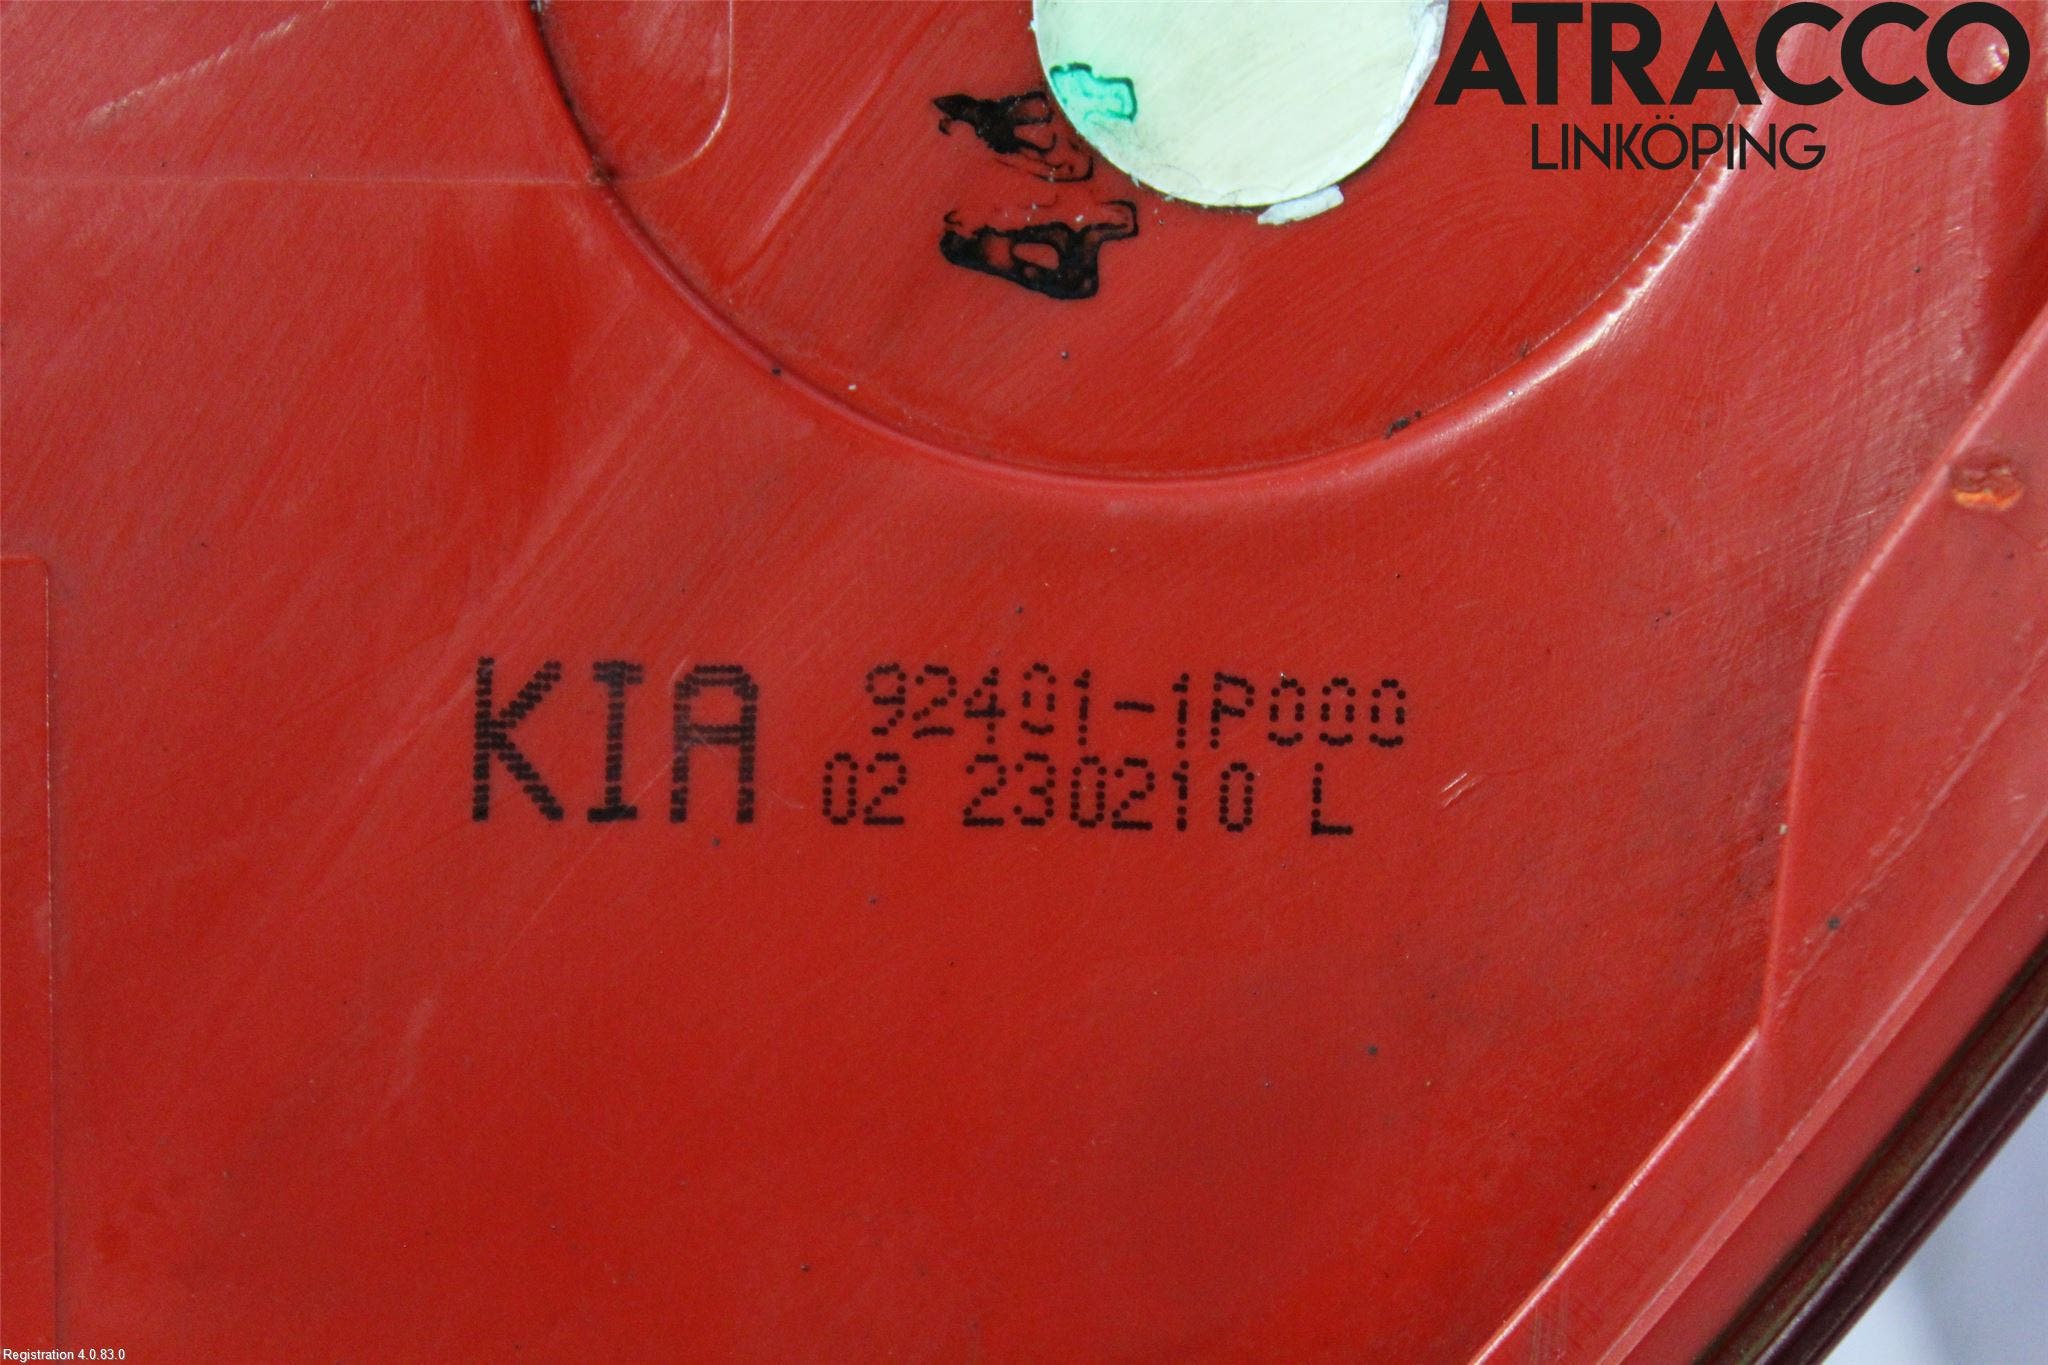 ATRACCO
LINKÖPING
KIA 92401-1P000
02 230210 L
Registration 4.0.83.0